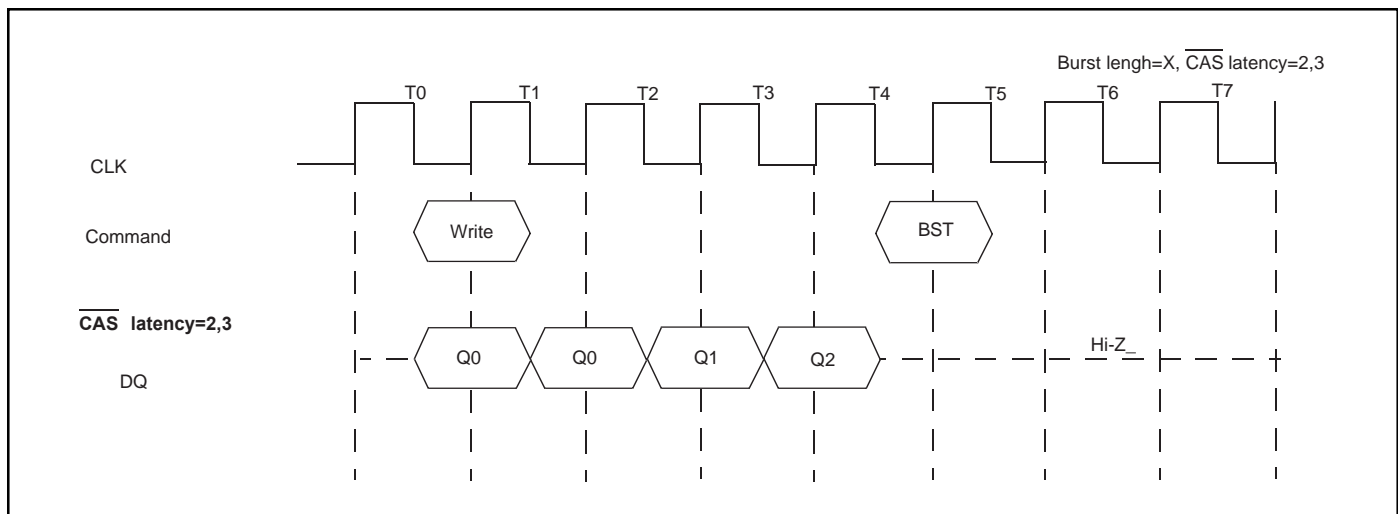 Burst lengh=X, CAS latency=2,3
T0 T1 T2 T3 T4 T5 T6 T7
CLK
Command
Write
BST
CAS latency=2,3
DQ
Q0 Q0 Q1 Q2
Hi-Z_